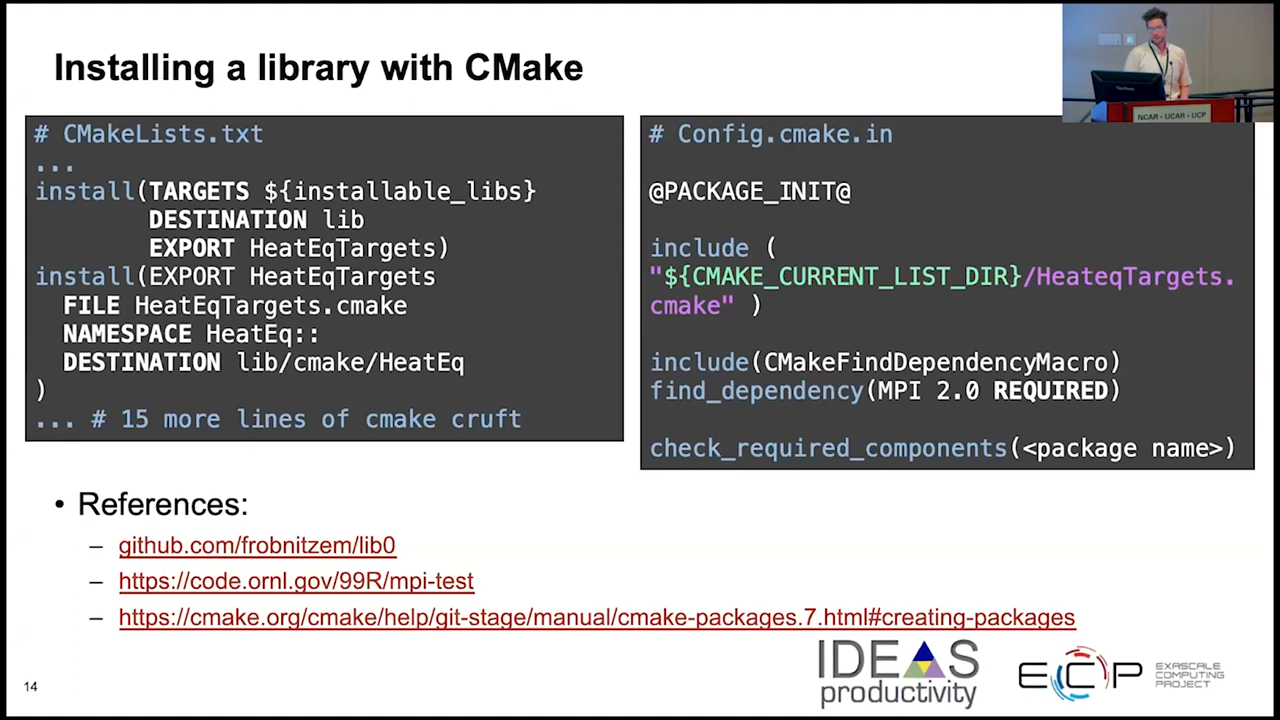 Installing a library with CMake
# CMakeLists.txt
...
install(TARGETS ${installable_libs}
DESTINATION lib
EXPORT HeatEqTargets)
install(EXPORT HeatEqTargets
FILE HeatEqTargets.cmake
NAMESPACE HeatEq::
DESTINATION lib/cmake/HeatEq
)
... # 15 more lines of cmake cruft
# Config.cmake.in
@PACKAGE_INIT@
include (
"${CMAKE_CURRENT_LIST_DIR}/HeateqTargets.
cmake" )
include(CMakeFindDependencyMacro)
find_dependency(MPI 2.0 REQUIRED)
check_required_components(<package name>)
NCAR - UCAR - UCP
• References:
– github.com/frobnitzem/lib0
– https://code.ornl.gov/99R/mpi-test
– https://cmake.org/cmake/help/git-stage/manual/cmake-packages.7.html#creating-packages
14
IDEAS
productivity
ECP
EXASCALE
COMPUTING
PROJECT